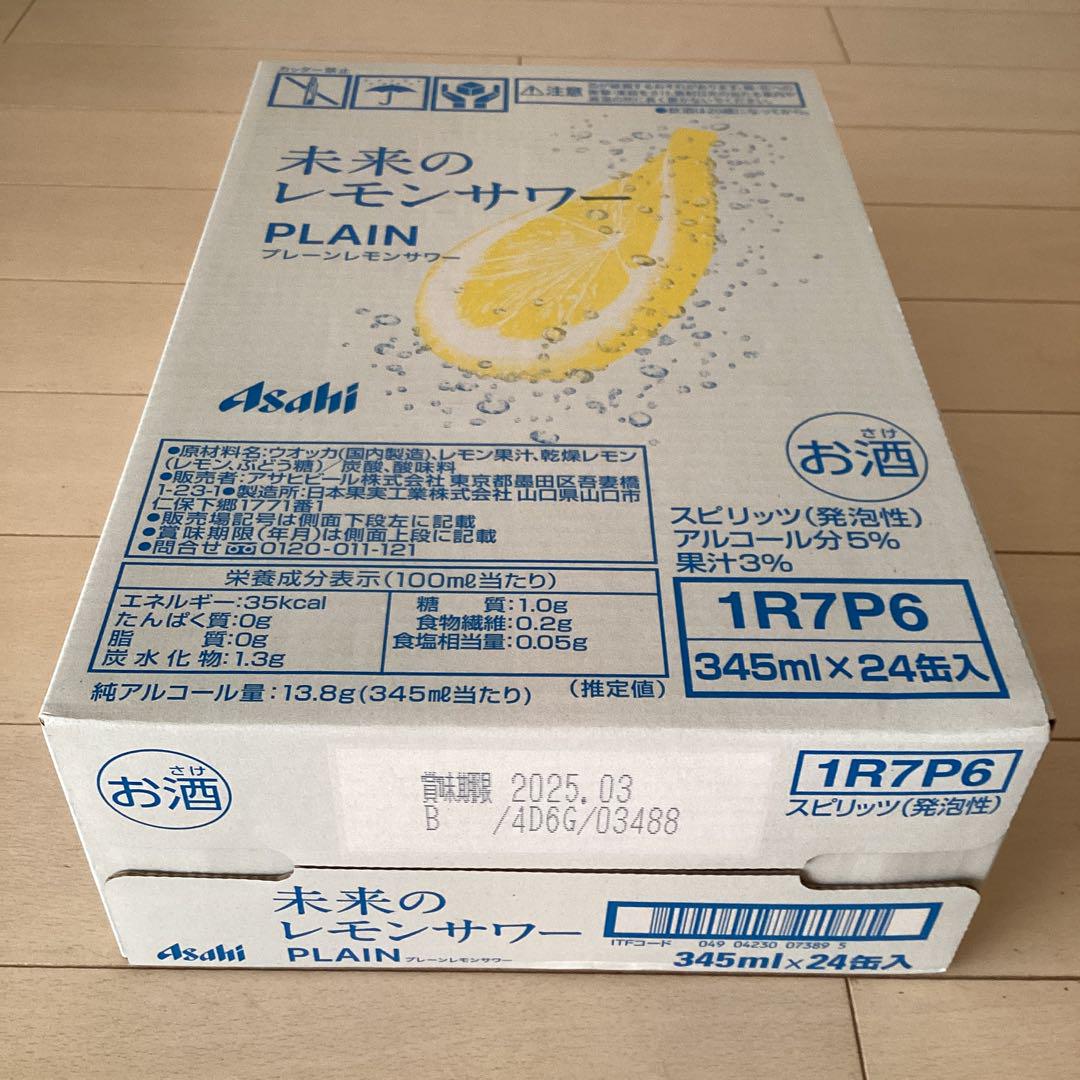 カッター禁止
⚠注意
●飲酒は20歳になってから。
未来の
レモンサワー
PLAIN
プレーンレモンサワー
Asahi
●原材料名:ウオッカ(国内製造)、レモン果汁、乾燥レモン
(レモン、ぶどう糖)/炭酸、酸味料
●販売者:アサヒビール株式会社 東京都墨田区吾妻橋
1-23-1●製造所:日本果実工業株式会社 山口県山口市
仁保下郷1771番1
●販売場記号は側面下段左に記載
●賞味期限(年月)は側面上段に記載
●問合せ 0120-011-121
さけ
お酒
スピリッツ(発泡性)
アルコール分5%
果汁3%
栄養成分表示(100ml当たり)
エネルギー:35kcal
たんぱく質:0g
脂質:0g
炭水化物:1.3g
糖質:1.0g
食物繊維:0.2g
食塩相当量:0.05g
純アルコール量:13.8g(345ml当たり) (推定値)
1R7P6
345ml×24缶入
さけ
お酒
賞味期限 2025.03
B /4D6G/03488
1R7P6
スピリッツ(発泡性)
Asahi
未来の
レモンサワー
PLAIN プレーンレモンサワー
ITFコード 049 04230 07389 5
345ml×24缶入